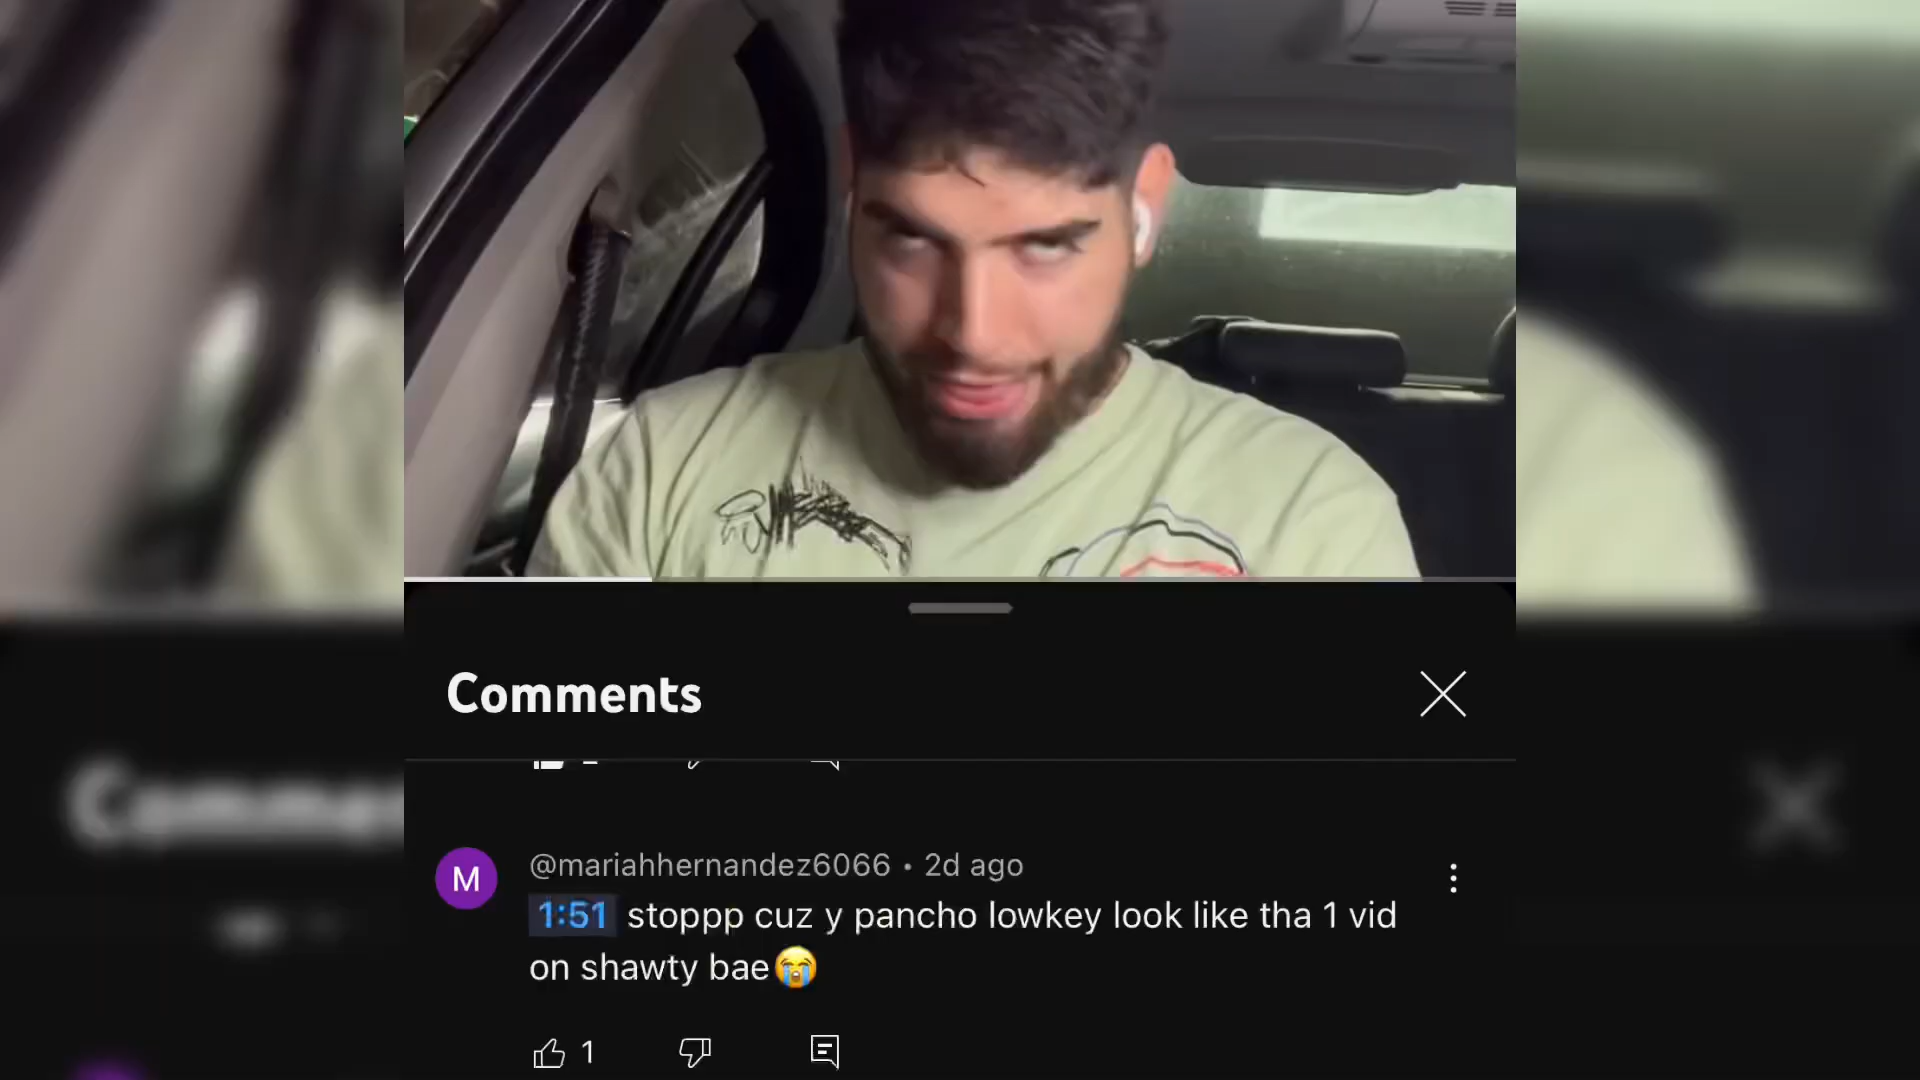 Comments
@mariahhernandez6066 • 2d ago
1:51 stoppp cuz y pancho lowkey look like tha 1 vid
on shawty bae😭
1